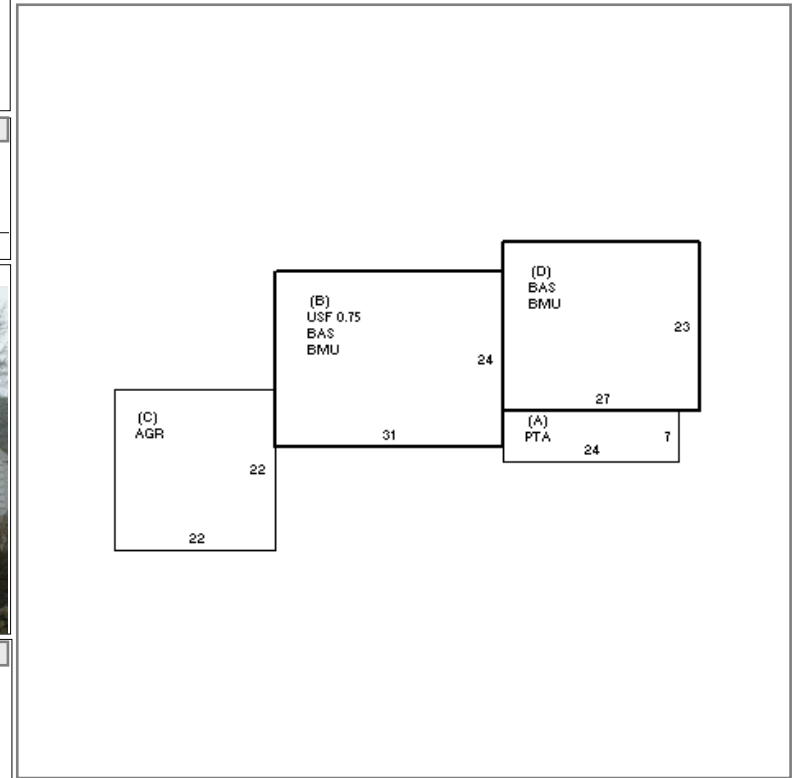 (D)
BAS
BMU
23
27
(B)
USF 0.75
BAS
BMU
24
31
(A)
PTA
7
24
(C)
AGR
22
22